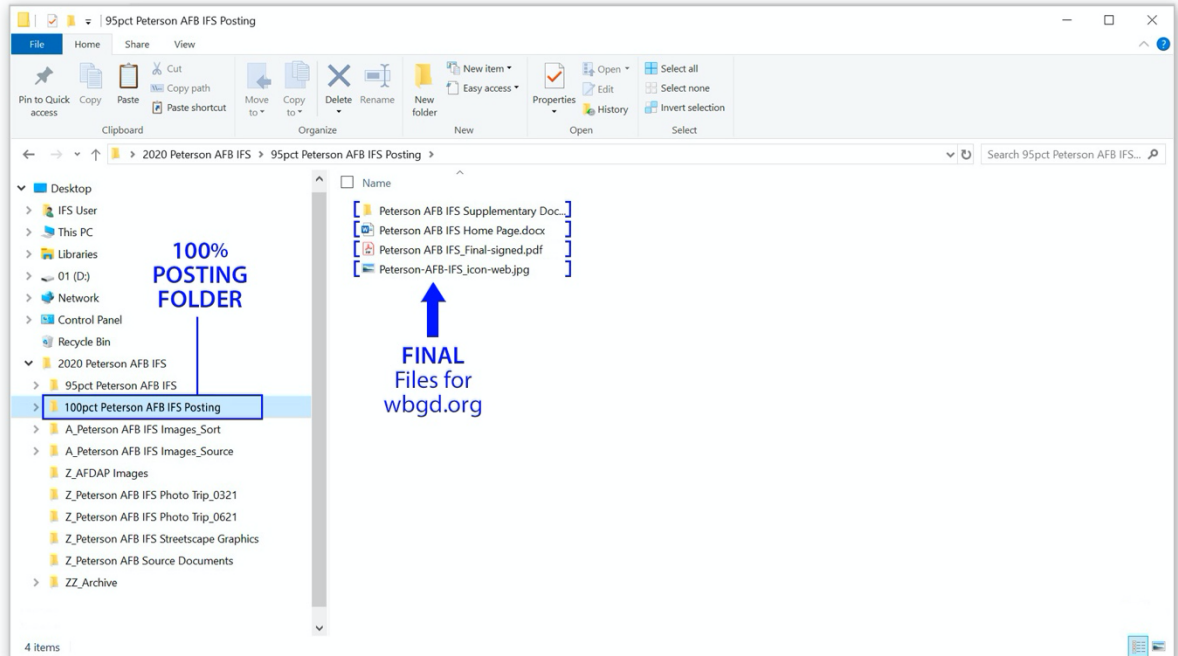 95pct Peterson AFB IFS Posting
File Home Share View
Pin to Quick access
Copy
Paste
Cut
Copy path
Paste shortcut
Clipboard
Move to
Copy to
Delete
Rename
Organize
New folder
New item
Easy access
New
Properties
Open
Edit
History
Open
Select all
Select none
Invert selection
Select
> 2020 Peterson AFB IFS > 95pct Peterson AFB IFS Posting >
Search 95pct Peterson AFB IFS...
Desktop
IFS User
This PC
Libraries
01 (D:)
Network
Control Panel
Recycle Bin
2020 Peterson AFB IFS
95pct Peterson AFB IFS
100pct Peterson AFB IFS Posting
A_Peterson AFB IFS Images_Sort
A_Peterson AFB IFS Images_Source
Z_AFDAP Images
Z_Peterson AFB IFS Photo Trip_0321
Z_Peterson AFB IFS Photo Trip_0621
Z_Peterson AFB IFS Streetscape Graphics
Z_Peterson AFB Source Documents
ZZ_Archive
100%
POSTING
FOLDER
Name
Peterson AFB IFS Supplementary Doc...
Peterson AFB IFS Home Page.docx
Peterson AFB IFS_Final-signed.pdf
Peterson-AFB-IFS_icon-web.jpg
FINAL
Files for
wbgd.org
4 items